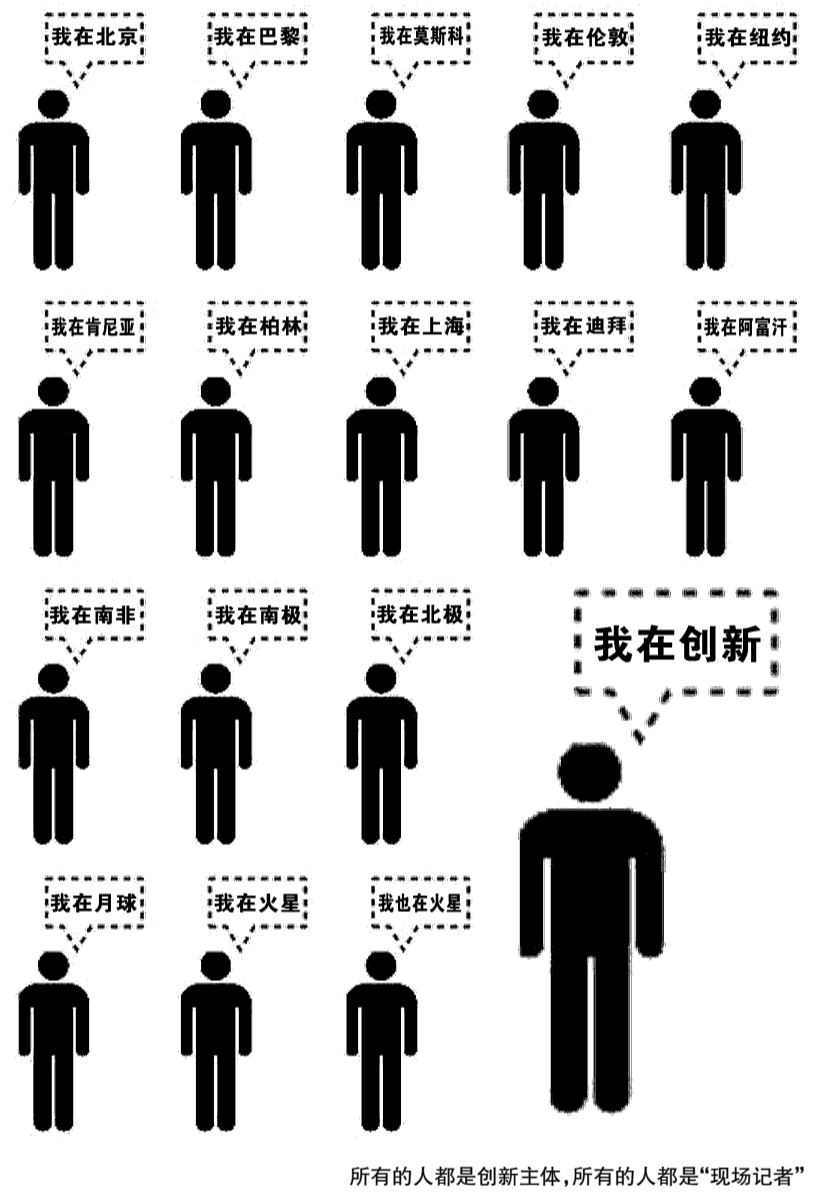 我在北京
我在巴黎
我在莫斯科
我在伦敦
我在纽约
我在肯尼亚
我在柏林
我在上海
我在迪拜
我在阿富汗
我在南非
我在南极
我在北极
我在创新
我在月球
我在火星
我也在火星
所有的人都是创新主体,所有的人都是“现场记者”